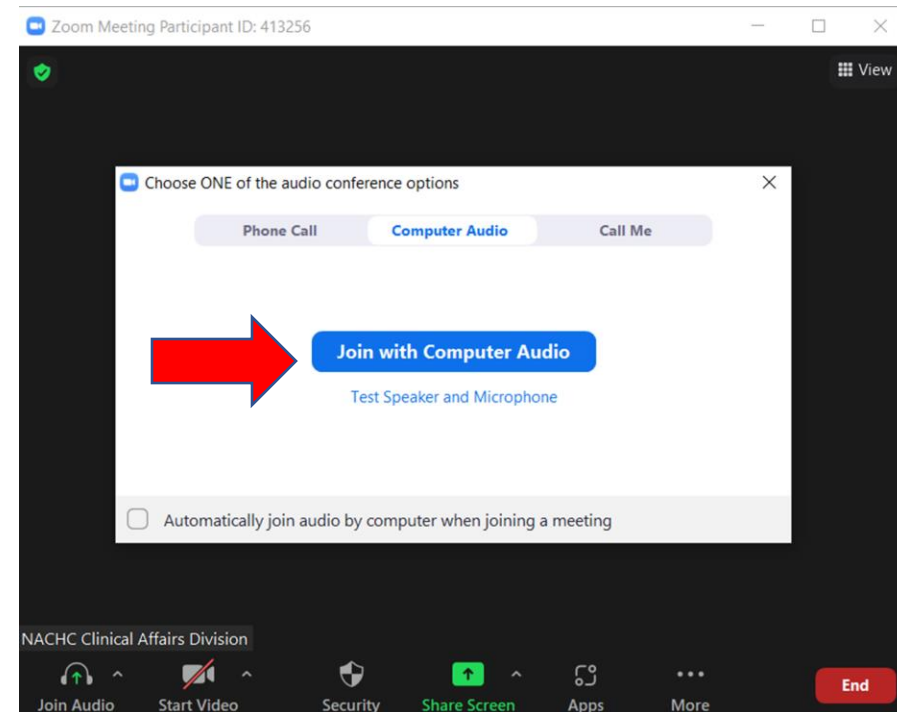 Zoom Meeting Participant ID: 413256
View
Choose ONE of the audio conference options
Phone Call Computer Audio Call Me
Join with Computer Audio
Test Speaker and Microphone
Automatically join audio by computer when joining a meeting
NACHC Clinical Affairs Division
Join Audio Start Video Security Share Screen Apps More End